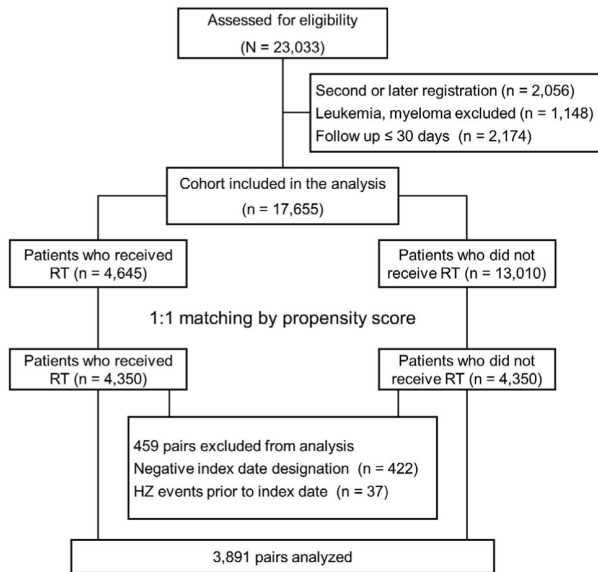 Assessed for eligibility
(N = 23,033)
Second or later registration (n = 2,056)
Leukemia, myeloma excluded (n = 1,148)
Follow up ≤ 30 days (n = 2,174)
Cohort included in the analysis
(n = 17,655)
Patients who received
RT (n = 4,645)
Patients who did not
receive RT (n = 13,010)
1:1 matching by propensity score
Patients who received
RT (n = 4,350)
Patients who did not
receive RT (n = 4,350)
459 pairs excluded from analysis
Negative index date designation (n = 422)
HZ events prior to index date (n = 37)
3,891 pairs analyzed